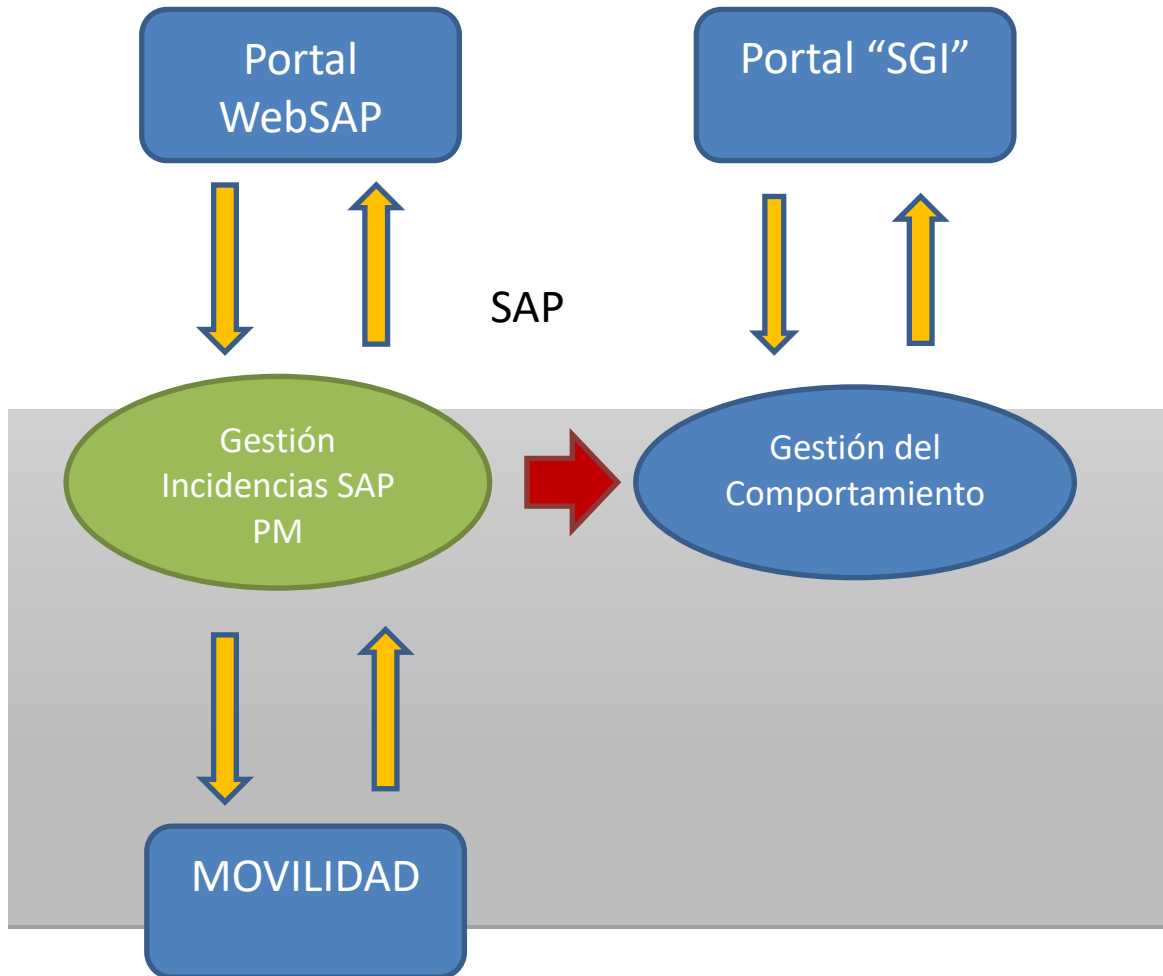 Portal
WebSAP
Portal “SGI”
SAP
Gestión
Incidencias SAP
PM
Gestión del
Comportamiento
MOVILIDAD